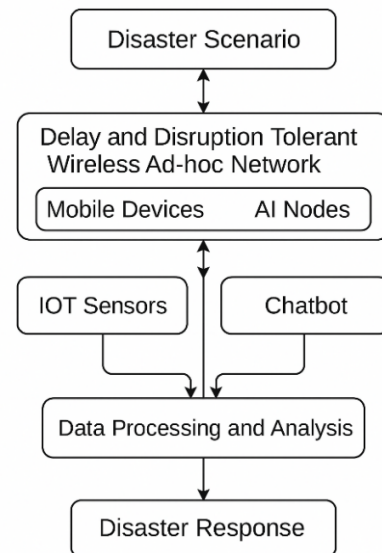 Disaster Scenario
Delay and Disruption Tolerant
Wireless Ad-hoc Network
Mobile Devices AI Nodes
IOT Sensors
Chatbot
Data Processing and Analysis
Disaster Response